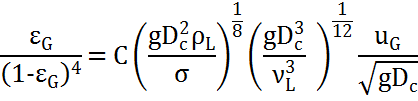 ε_G/(1-ε_G)^4 = C (gD_c^2 ρ_L/σ)^(1/8) (gD_c^3/ν_L^3)^(1/12) u_G/√(gD_c)